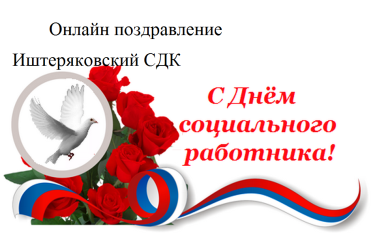 Онлайн поздравление
Иштеряковский СДК
С Днём
социального
работника!